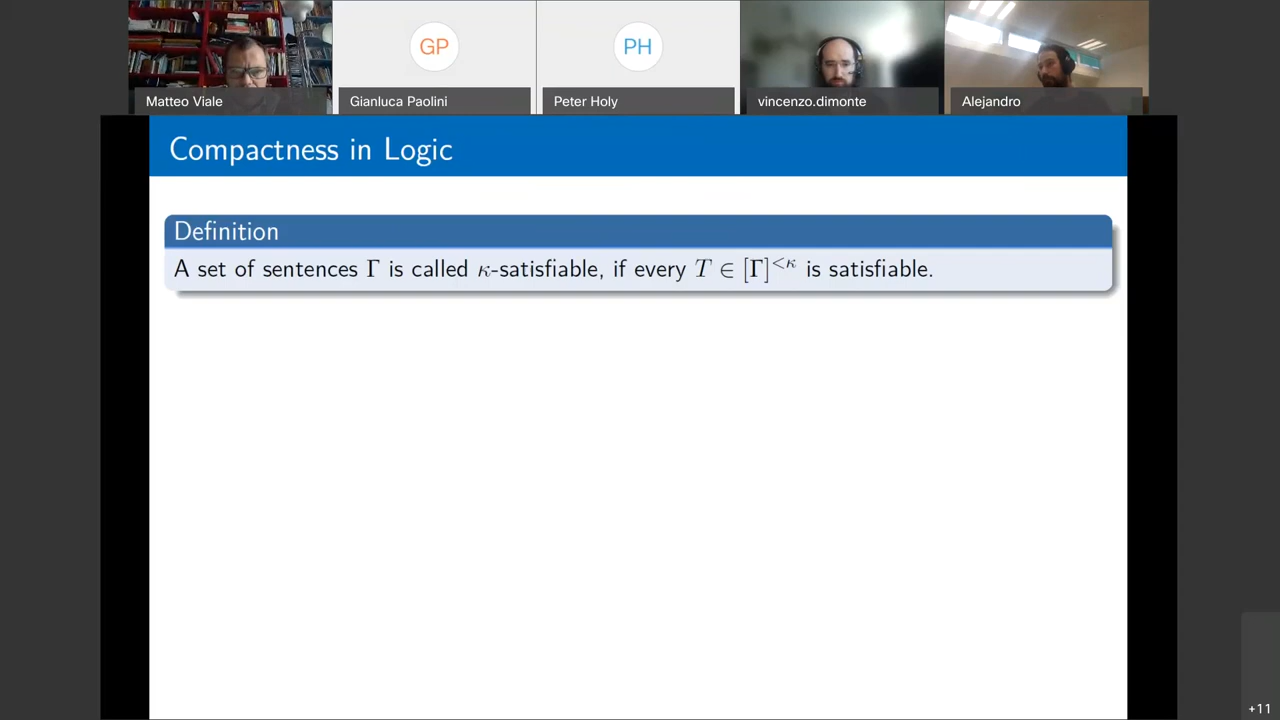 GP
PH
Matteo Viale
Gianluca Paolini
Peter Holy
vincenzo.dimonte
Alejandro
Compactness in Logic
Definition
A set of sentences Γ is called κ-satisfiable, if every T ∈ [Γ]^{<κ} is satisfiable.
+11